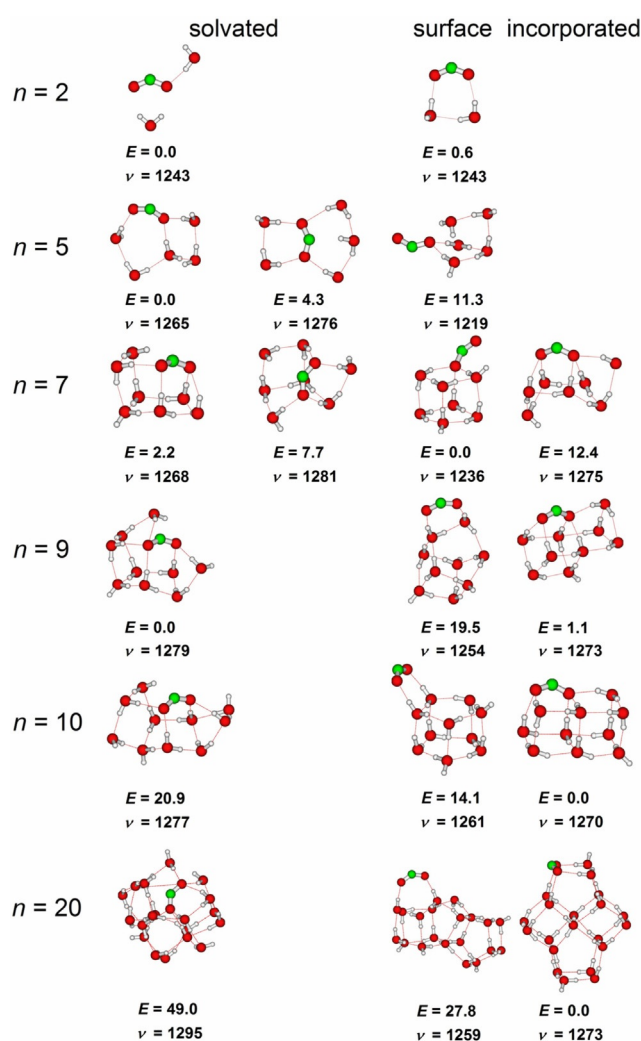 solvated surface incorporated
n = 2
E = 0.0 E = 0.6
ν = 1243 ν = 1243
n = 5
E = 0.0 E = 4.3 E = 11.3
ν = 1265 ν = 1276 ν = 1219
n = 7
E = 2.2 E = 7.7 E = 0.0 E = 12.4
ν = 1268 ν = 1281 ν = 1236 ν = 1275
n = 9
E = 0.0 E = 19.5 E = 1.1
ν = 1279 ν = 1254 ν = 1273
n = 10
E = 20.9 E = 14.1 E = 0.0
ν = 1277 ν = 1261 ν = 1270
n = 20
E = 49.0 E = 27.8 E = 0.0
ν = 1295 ν = 1259 ν = 1273